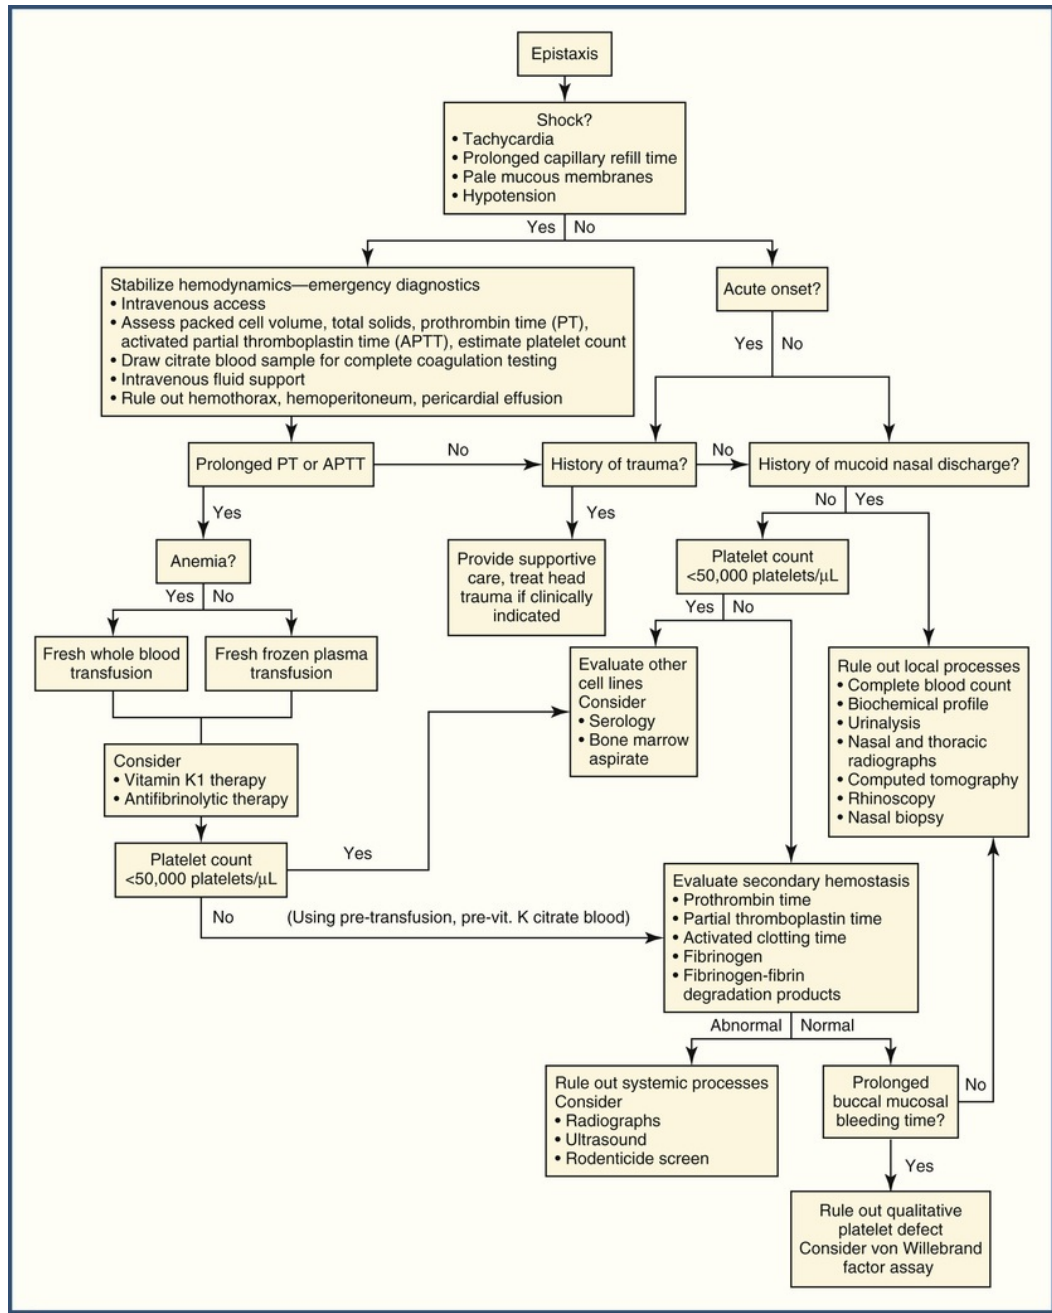 Epistaxis
Shock?
• Tachycardia
• Prolonged capillary refill time
• Pale mucous membranes
• Hypotension
Yes No
Stabilize hemodynamics—emergency diagnostics
• Intravenous access
• Assess packed cell volume, total solids, prothrombin time (PT),
activated partial thromboplastin time (APTT), estimate platelet count
• Draw citrate blood sample for complete coagulation testing
• Intravenous fluid support
• Rule out hemothorax, hemoperitoneum, pericardial effusion
Acute onset?
Yes No
Prolonged PT or APTT
No
History of trauma?
No
History of mucoid nasal discharge?
Yes
Yes
No Yes
Anemia?
Yes No
Provide supportive
care, treat head
trauma if clinically
indicated
Platelet count
<50,000 platelets/μL
Yes No
Fresh whole blood
transfusion
Fresh frozen plasma
transfusion
Evaluate other
cell lines
Consider
• Serology
• Bone marrow
aspirate
Rule out local processes
• Complete blood count
• Biochemical profile
• Urinalysis
• Nasal and thoracic
radiographs
• Computed tomography
• Rhinoscopy
• Nasal biopsy
Consider
• Vitamin K1 therapy
• Antifibrinolytic therapy
Platelet count
<50,000 platelets/μL
Yes
No
(Using pre-transfusion, pre-vit. K citrate blood)
Evaluate secondary hemostasis
• Prothrombin time
• Partial thromboplastin time
• Activated clotting time
• Fibrinogen
• Fibrinogen-fibrin
degradation products
Abnormal Normal
Rule out systemic processes
Consider
• Radiographs
• Ultrasound
• Rodenticide screen
Prolonged
buccal mucosal
bleeding time?
No
Yes
Rule out qualitative
platelet defect
Consider von Willebrand
factor assay